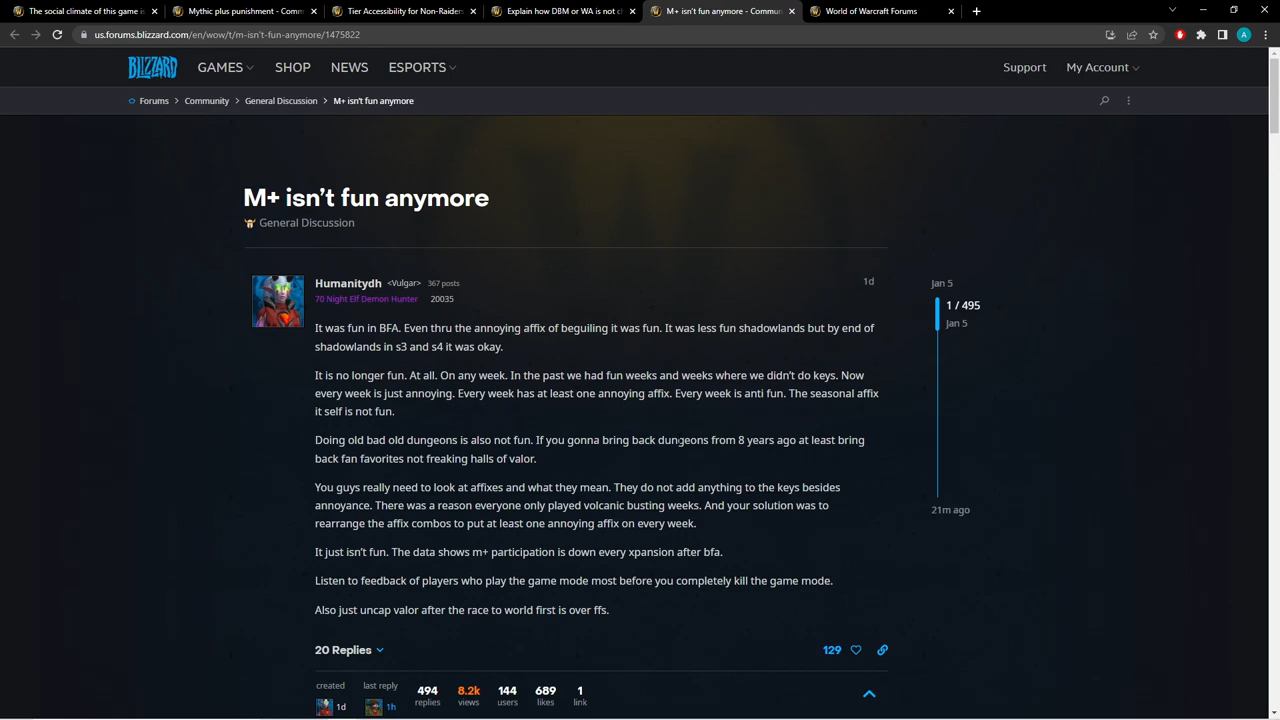 The social climate of this game is
Mythic plus punishment - Comm
Tier Accessibility for Non-Raiders
Explain how DBM or WA is not ch
M+ isn't fun anymore - Commun
World of Warcraft Forums
us.forums.blizzard.com/en/wow/t/m-isnt-fun-anymore/1475822
A
BLIZZARD
GAMES
SHOP
NEWS
ESPORTS
Support
My Account
Forums
Community
General Discussion
M+ isn't fun anymore
M+ isn't fun anymore
General Discussion
Humanitydh <Vulgar> 367 posts
1d
70 Night Elf Demon Hunter 20035
It was fun in BFA. Even thru the annoying affix of beguiling it was fun. It was less fun shadowlands but by end of
shadowlands in s3 and s4 it was okay.
It is no longer fun. At all. On any week. In the past we had fun weeks and weeks where we didn't do keys. Now
every week is just annoying. Every week has at least one annoying affix. Every week is anti fun. The seasonal affix
it self is not fun.
Doing old bad old dungeons is also not fun. If you gonna bring back dungeons from 8 years ago at least bring
back fan favorites not freaking halls of valor.
You guys really need to look at affixes and what they mean. They do not add anything to the keys besides
annoyance. There was a reason everyone only played volcanic busting weeks. And your solution was to
rearrange the affix combos to put at least one annoying affix on every week.
It just isn't fun. The data shows m+ participation is down every xpansion after bfa.
Listen to feedback of players who play the game mode most before you completely kill the game mode.
Also just uncap valor after the race to world first is over ffs.
20 Replies
129
created
last reply
494
8.2k
144
689
1
1d
1h
replies
views
users
likes
link
Jan 5
1 / 495
Jan 5
21m ago